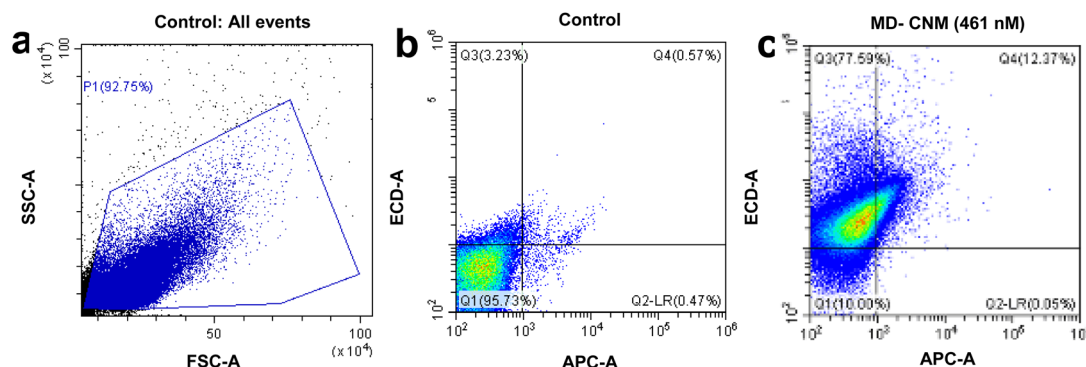 a
Control: All events
(x 10⁴)
100
P1(92.75%)
SSC-A
50
100
(x 10⁴)
FSC-A
b
Control
Q3(3.23%)
Q4(0.57%)
10⁶
5
10²
ECD-A
Q1(95.73%)
Q2-LR(0.47%)
10² 10³ 10⁴ 10⁵ 10⁶
APC-A
c
MD- CNM (461 nM)
Q3(77.59%)
Q4(12.37%)
ECD-A
Q1(10.00%)
Q2-LR(0.05%)
10² 10³ 10⁴ 10⁵ 10⁶
APC-A